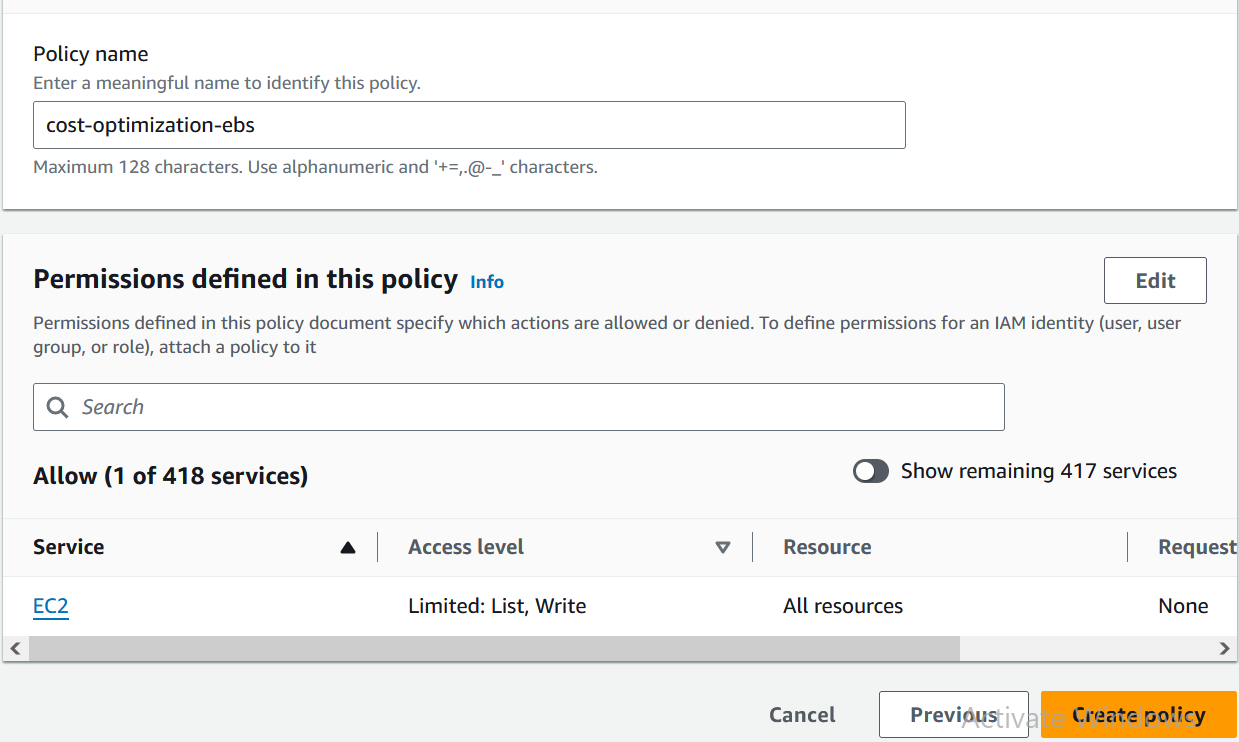 Policy name
Enter a meaningful name to identify this policy.
cost-optimization-ebs
Maximum 128 characters. Use alphanumeric and '+=,.@-_' characters.
Permissions defined in this policy Info
Edit
Permissions defined in this policy document specify which actions are allowed or denied. To define permissions for an IAM identity (user, user
group, or role), attach a policy to it
Search
Allow (1 of 418 services)
Show remaining 417 services
Service Access level Resource Request
EC2 Limited: List, Write All resources None
Cancel Previous Create policy
Activate Windows